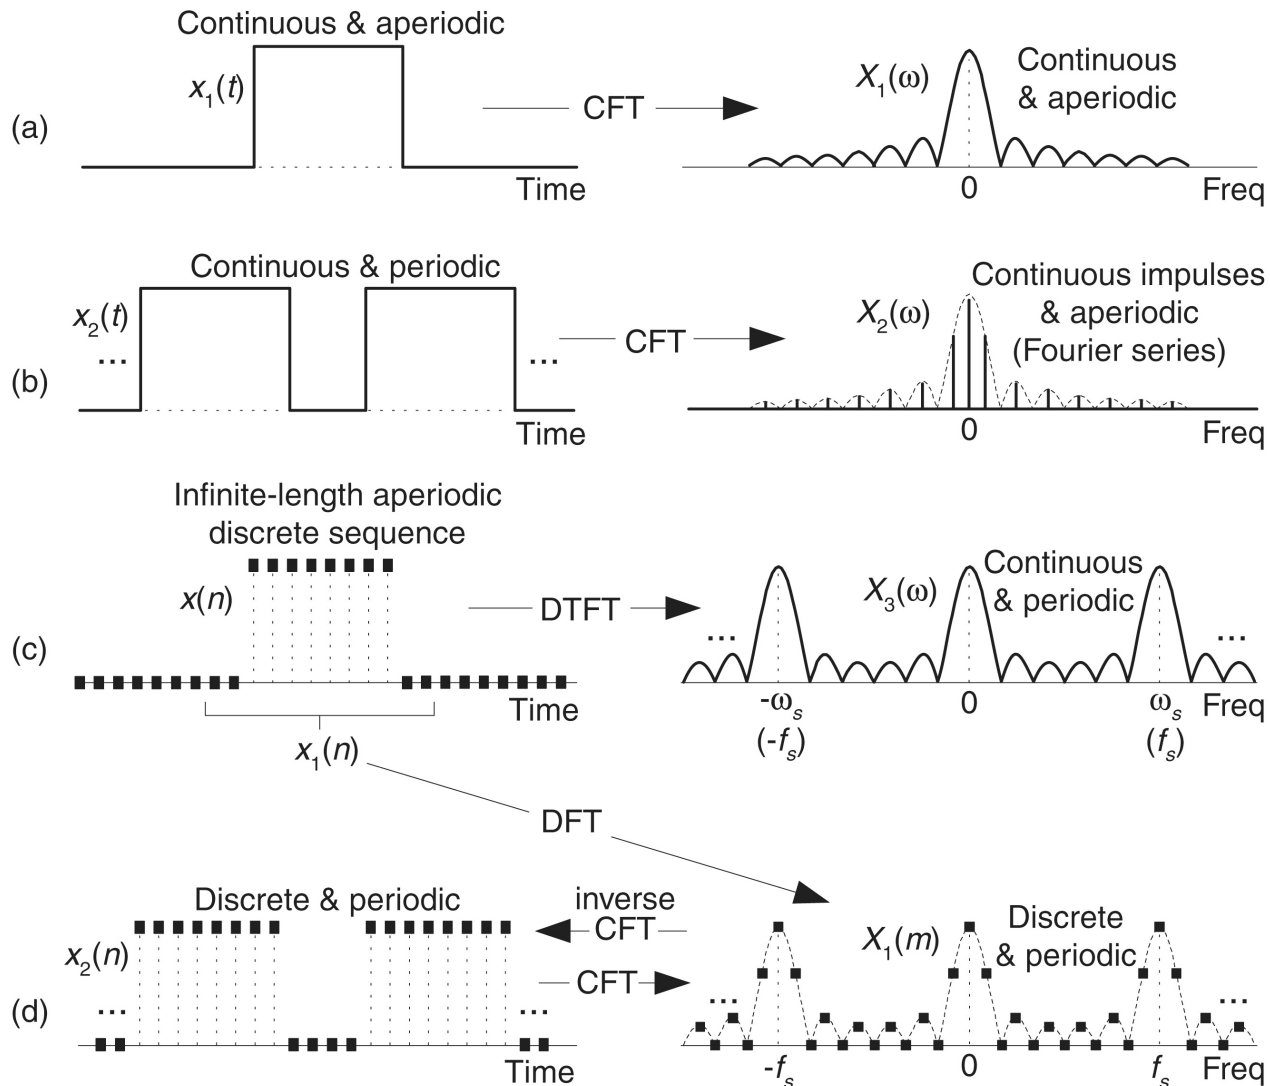 Continuous & aperiodic
x1(t)
CFT
X1(ω)
Continuous
& aperiodic
(a)
Time
0
Freq
Continuous & periodic
x2(t)
...
...
CFT
X2(ω)
Continuous impulses
& aperiodic
(Fourier series)
(b)
Time
0
Freq
Infinite-length aperiodic
discrete sequence
x(n)
DTFT
X3(ω)
Continuous
& periodic
...
...
(c)
Time
-ωs
0
ωs
Freq
(-fs)
(fs)
x1(n)
DFT
Discrete & periodic
inverse
CFT
x2(n)
CFT
X1(m)
Discrete
& periodic
...
...
...
...
(d)
Time
-fs
0
fs
Freq